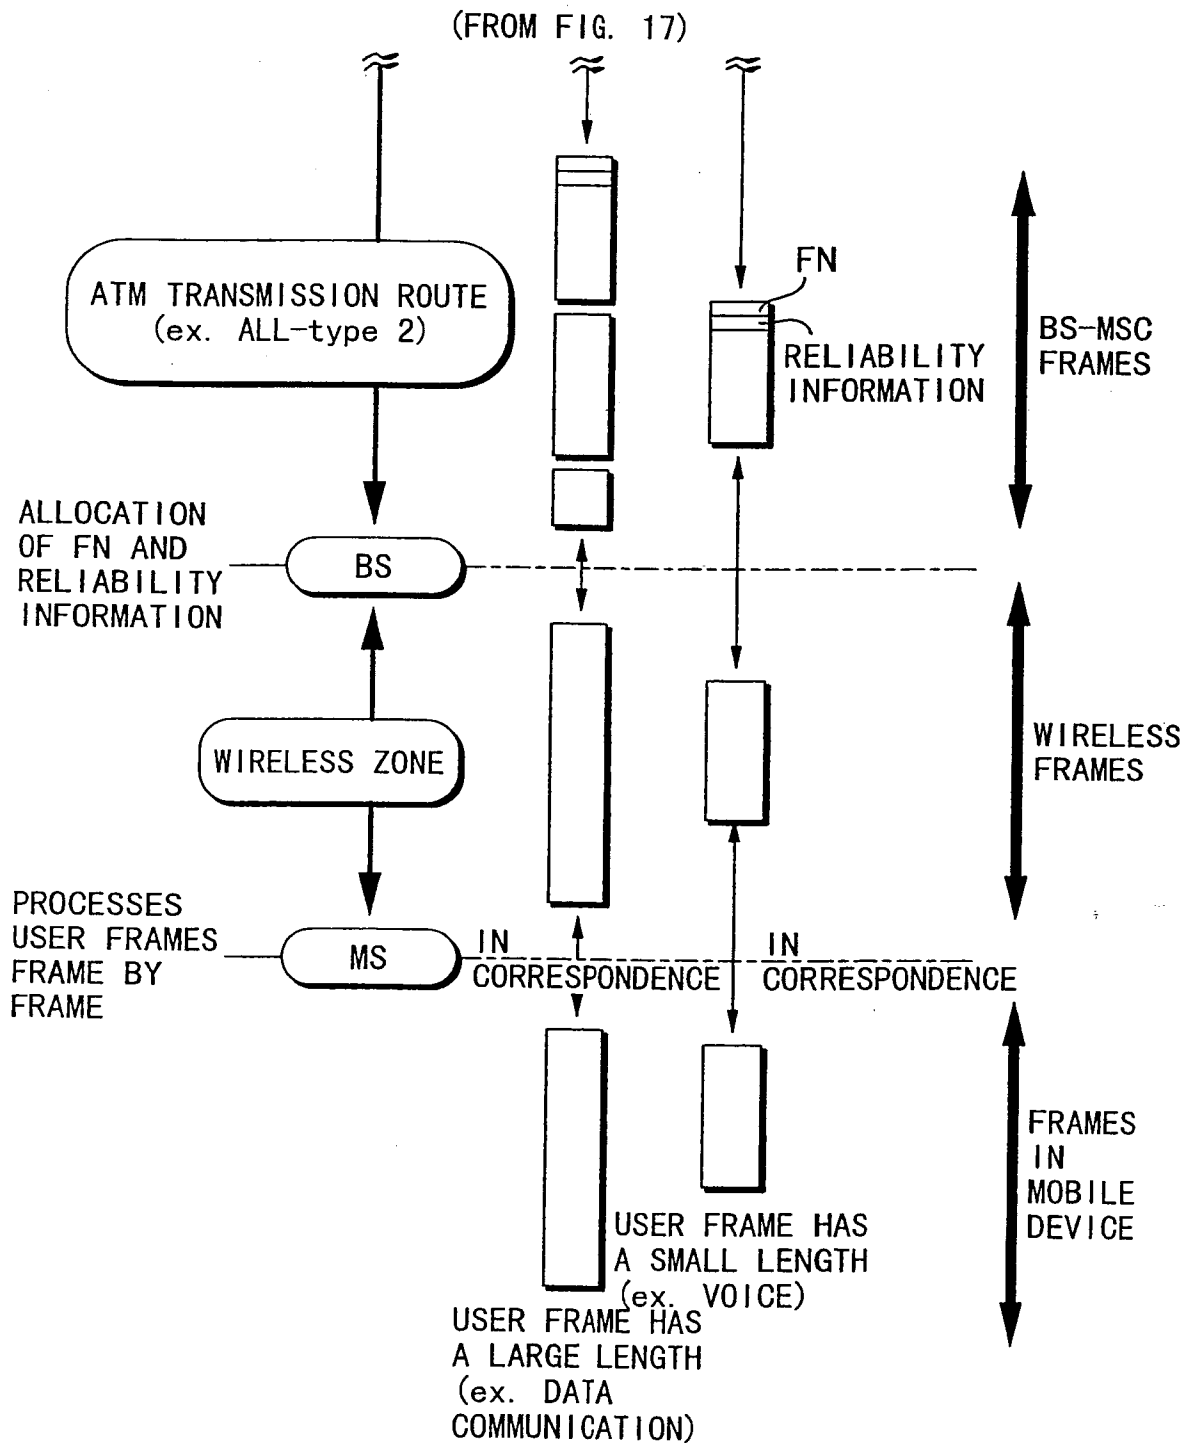 (FROM FIG. 17)
ATM TRANSMISSION ROUTE
(ex. ALL-type 2)
FN
RELIABILITY
INFORMATION
BS-MSC
FRAMES
ALLOCATION
OF FN AND
RELIABILITY
INFORMATION
BS
WIRELESS ZONE
WIRELESS
FRAMES
PROCESSES
USER FRAMES
FRAME BY
FRAME
MS
IN
CORRESPONDENCE
IN
CORRESPONDENCE
FRAMES
IN
MOBILE
DEVICE
USER FRAME HAS
A SMALL LENGTH
(ex. VOICE)
USER FRAME HAS
A LARGE LENGTH
(ex. DATA
COMMUNICATION)